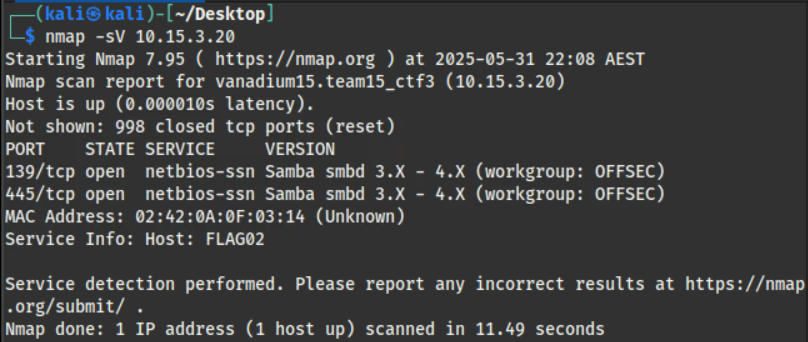 ┌──(kali㉿kali)-[~/Desktop]
└─$ nmap -sV 10.15.3.20
Starting Nmap 7.95 ( https://nmap.org ) at 2025-05-31 22:08 AEST
Nmap scan report for vanadium15.team15_ctf3 (10.15.3.20)
Host is up (0.000010s latency).
Not shown: 998 closed tcp ports (reset)
PORT    STATE SERVICE     VERSION
139/tcp open  netbios-ssn Samba smbd 3.X - 4.X (workgroup: OFFSEC)
445/tcp open  netbios-ssn Samba smbd 3.X - 4.X (workgroup: OFFSEC)
MAC Address: 02:42:0A:0F:03:14 (Unknown)
Service Info: Host: FLAG02

Service detection performed. Please report any incorrect results at https://nmap
.org/submit/ .
Nmap done: 1 IP address (1 host up) scanned in 11.49 seconds